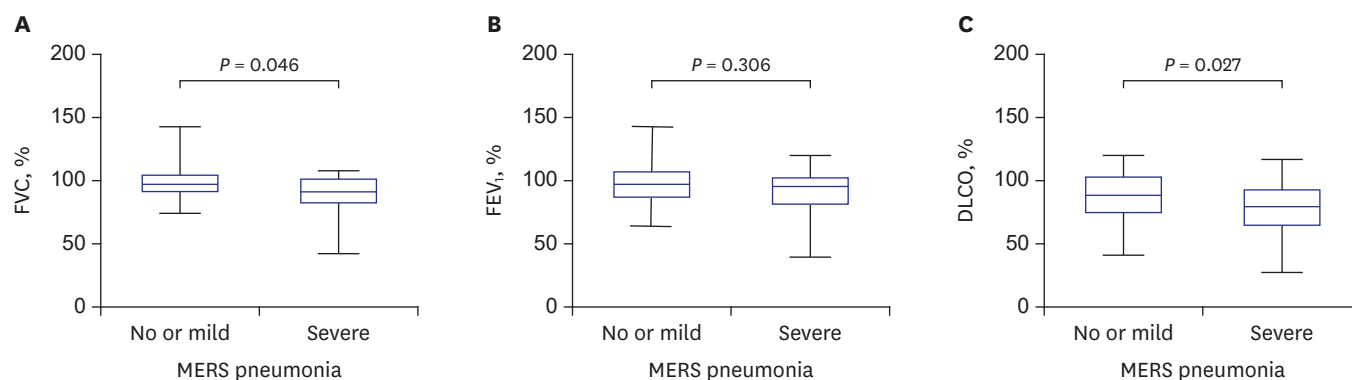 A
FVC, %
200
150
100
50
0
P = 0.046
No or mild
Severe
MERS pneumonia
B
FEV₁, %
200
150
100
50
0
P = 0.306
No or mild
Severe
MERS pneumonia
C
DLCO, %
200
150
100
50
0
P = 0.027
No or mild
Severe
MERS pneumonia